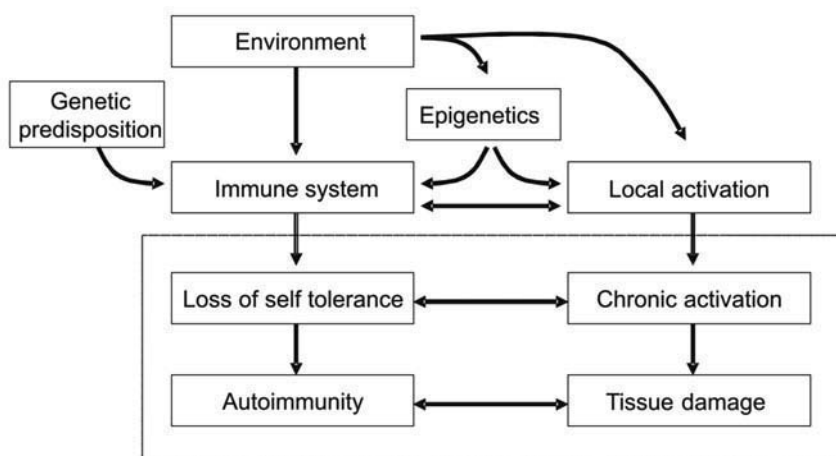 Environment
Genetic
predisposition
Epigenetics
Immune system
Local activation
Loss of self tolerance
Chronic activation
Autoimmunity
Tissue damage